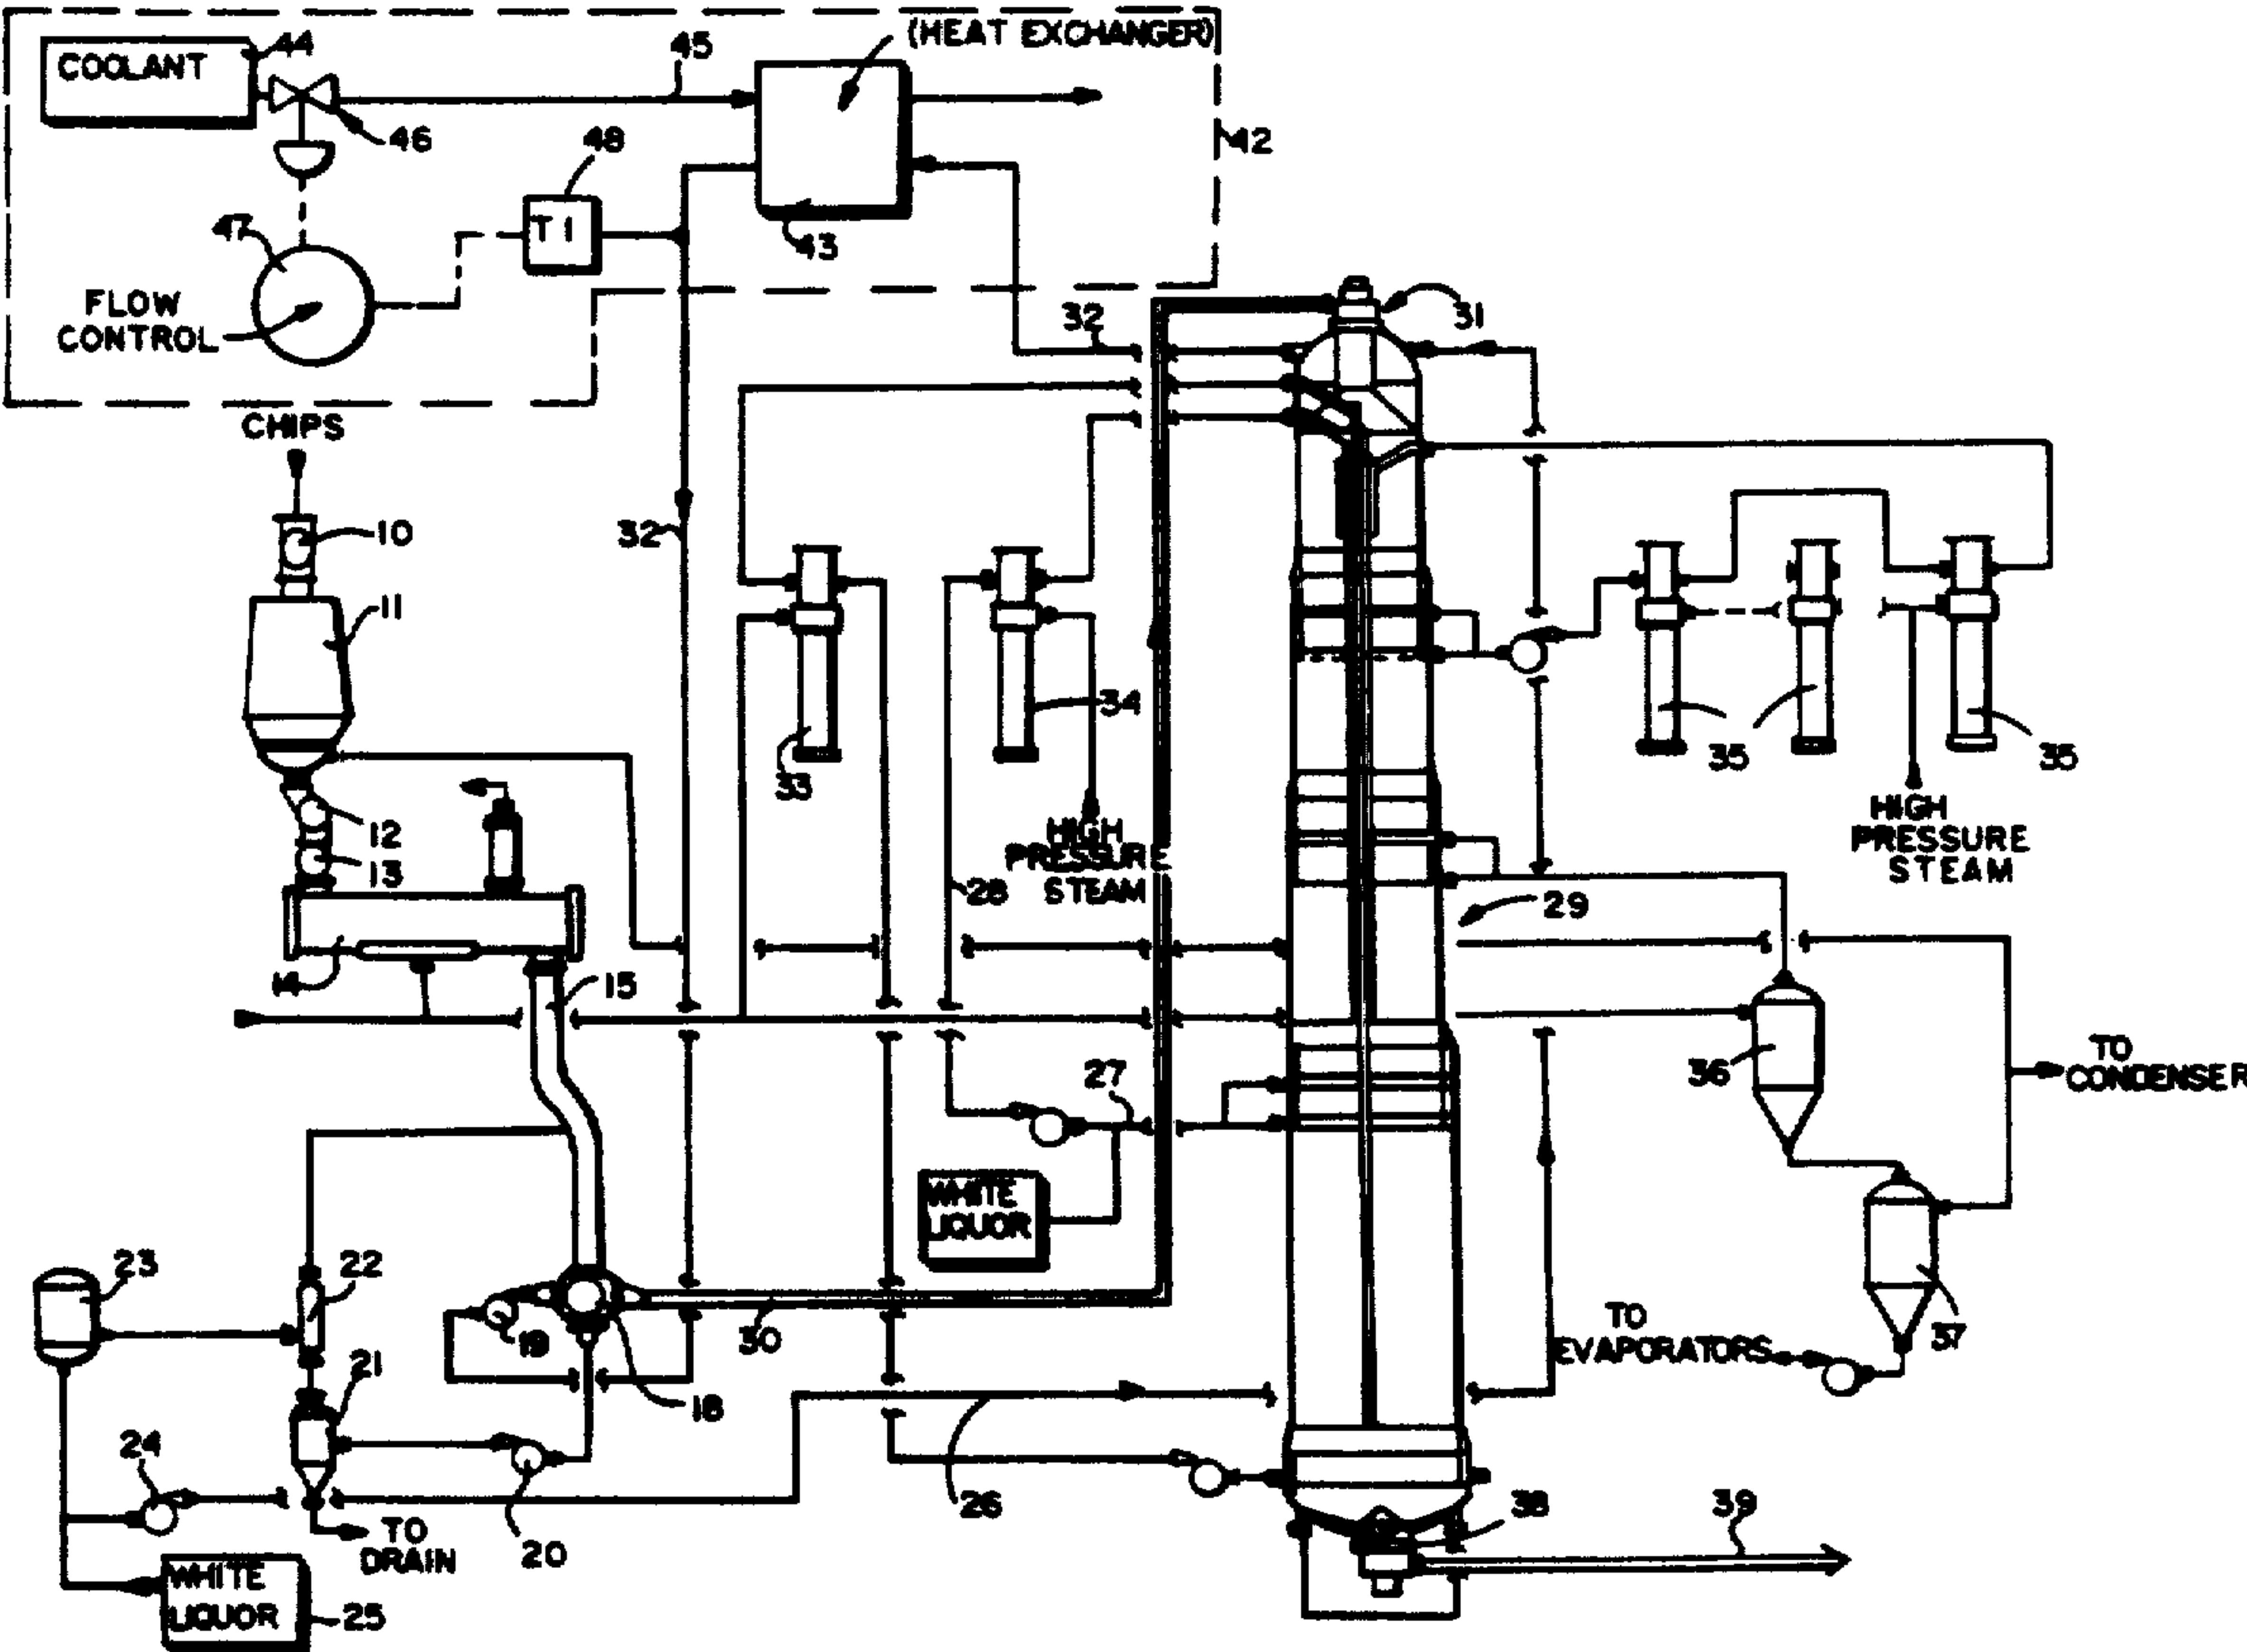 (HEAT EXCHANGER)
COOLANT
44
45
46
42
48
T I
47
43
FLOW
CONTROL
32
31
CHIPS
10
32
11
34
33
35
35
12
HIGH
PRESSURE
STEAM
HIGH
PRESSURE
STEAM
13
28
29
14
15
27
36
TO
CONDENSER
WHITE
LIQUOR
23
22
19
30
TO
EVAPORATORS
37
21
18
24
26
38
39
20
TO
DRAIN
WHITE
LIQUOR
25